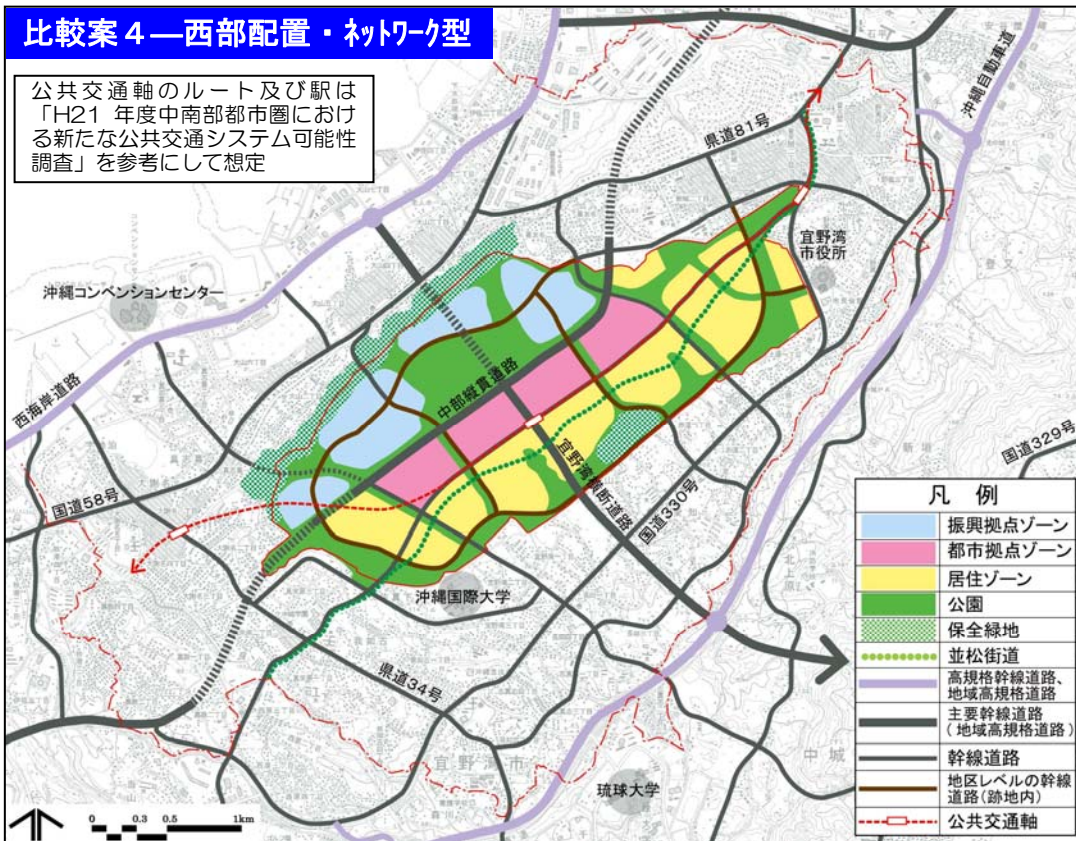 比較案４―西部配置・ネットワーク型
公共交通軸のルート及び駅は
「H21 年度中南部都市圏におけ
る新たな公共交通システム可能性
調査」を参考にして想定
沖縄自動車道
県道81号
宜野湾
市役所
沖縄コンベンションセンター
西海岸道路
中部縦貫道路
宜野湾横断道路
国道330号
国道329号
国道58号
沖縄国際大学
県道34号
宜野湾市
琉球大学
中城
凡 例
振興拠点ゾーン
都市拠点ゾーン
居住ゾーン
公園
保全緑地
並松街道
高規格幹線道路、
地域高規格道路
主要幹線道路
(地域高規格道路)
幹線道路
地区レベルの幹線
道路(跡地内)
公共交通軸
0 0.3 0.5 1km